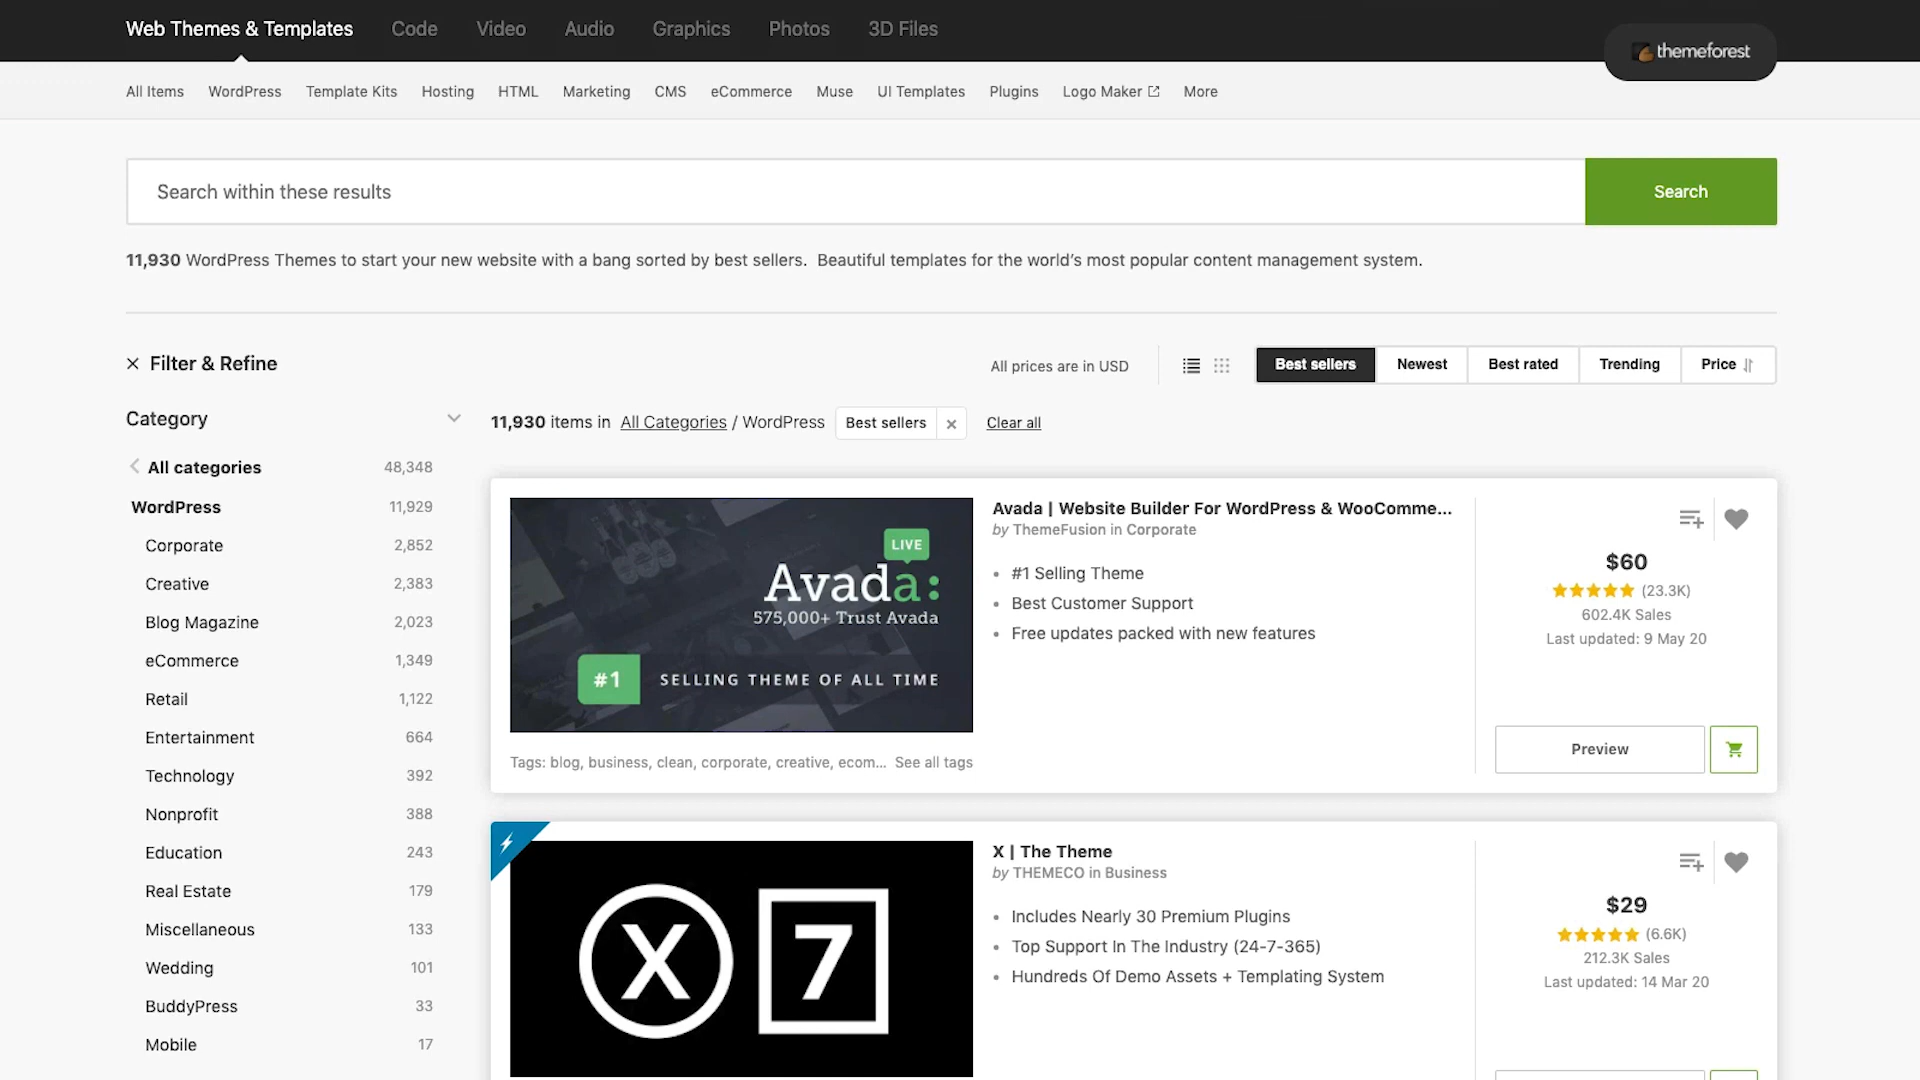 Web Themes & Templates Code Video Audio Graphics Photos 3D Files
themeforest
All Items WordPress Template Kits Hosting HTML Marketing CMS eCommerce Muse UI Templates Plugins Logo Maker More
Search within these results Search
11,930 WordPress Themes to start your new website with a bang sorted by best sellers. Beautiful templates for the world's most popular content management system.
Filter & Refine
All prices are in USD Best sellers Newest Best rated Trending Price
Category
11,930 items in All Categories / WordPress Best sellers × Clear all
All categories 48,348
WordPress 11,929
Corporate 2,852
Creative 2,383
Blog Magazine 2,023
eCommerce 1,349
Retail 1,122
Entertainment 664
Technology 392
Nonprofit 388
Education 243
Real Estate 179
Miscellaneous 133
Wedding 101
BuddyPress 33
Mobile 17
LIVE
Avada:
575,000+ Trust Avada
#1 SELLING THEME OF ALL TIME
Tags: blog, business, clean, corporate, creative, ecom... See all tags
Avada | Website Builder For WordPress & WooComme...
by ThemeFusion in Corporate
#1 Selling Theme
Best Customer Support
Free updates packed with new features
$60
(23.3K)
602.4K Sales
Last updated: 9 May 20
Preview
X 7
X | The Theme
by THEMECO in Business
Includes Nearly 30 Premium Plugins
Top Support In The Industry (24-7-365)
Hundreds Of Demo Assets + Templating System
$29
(6.6K)
212.3K Sales
Last updated: 14 Mar 20